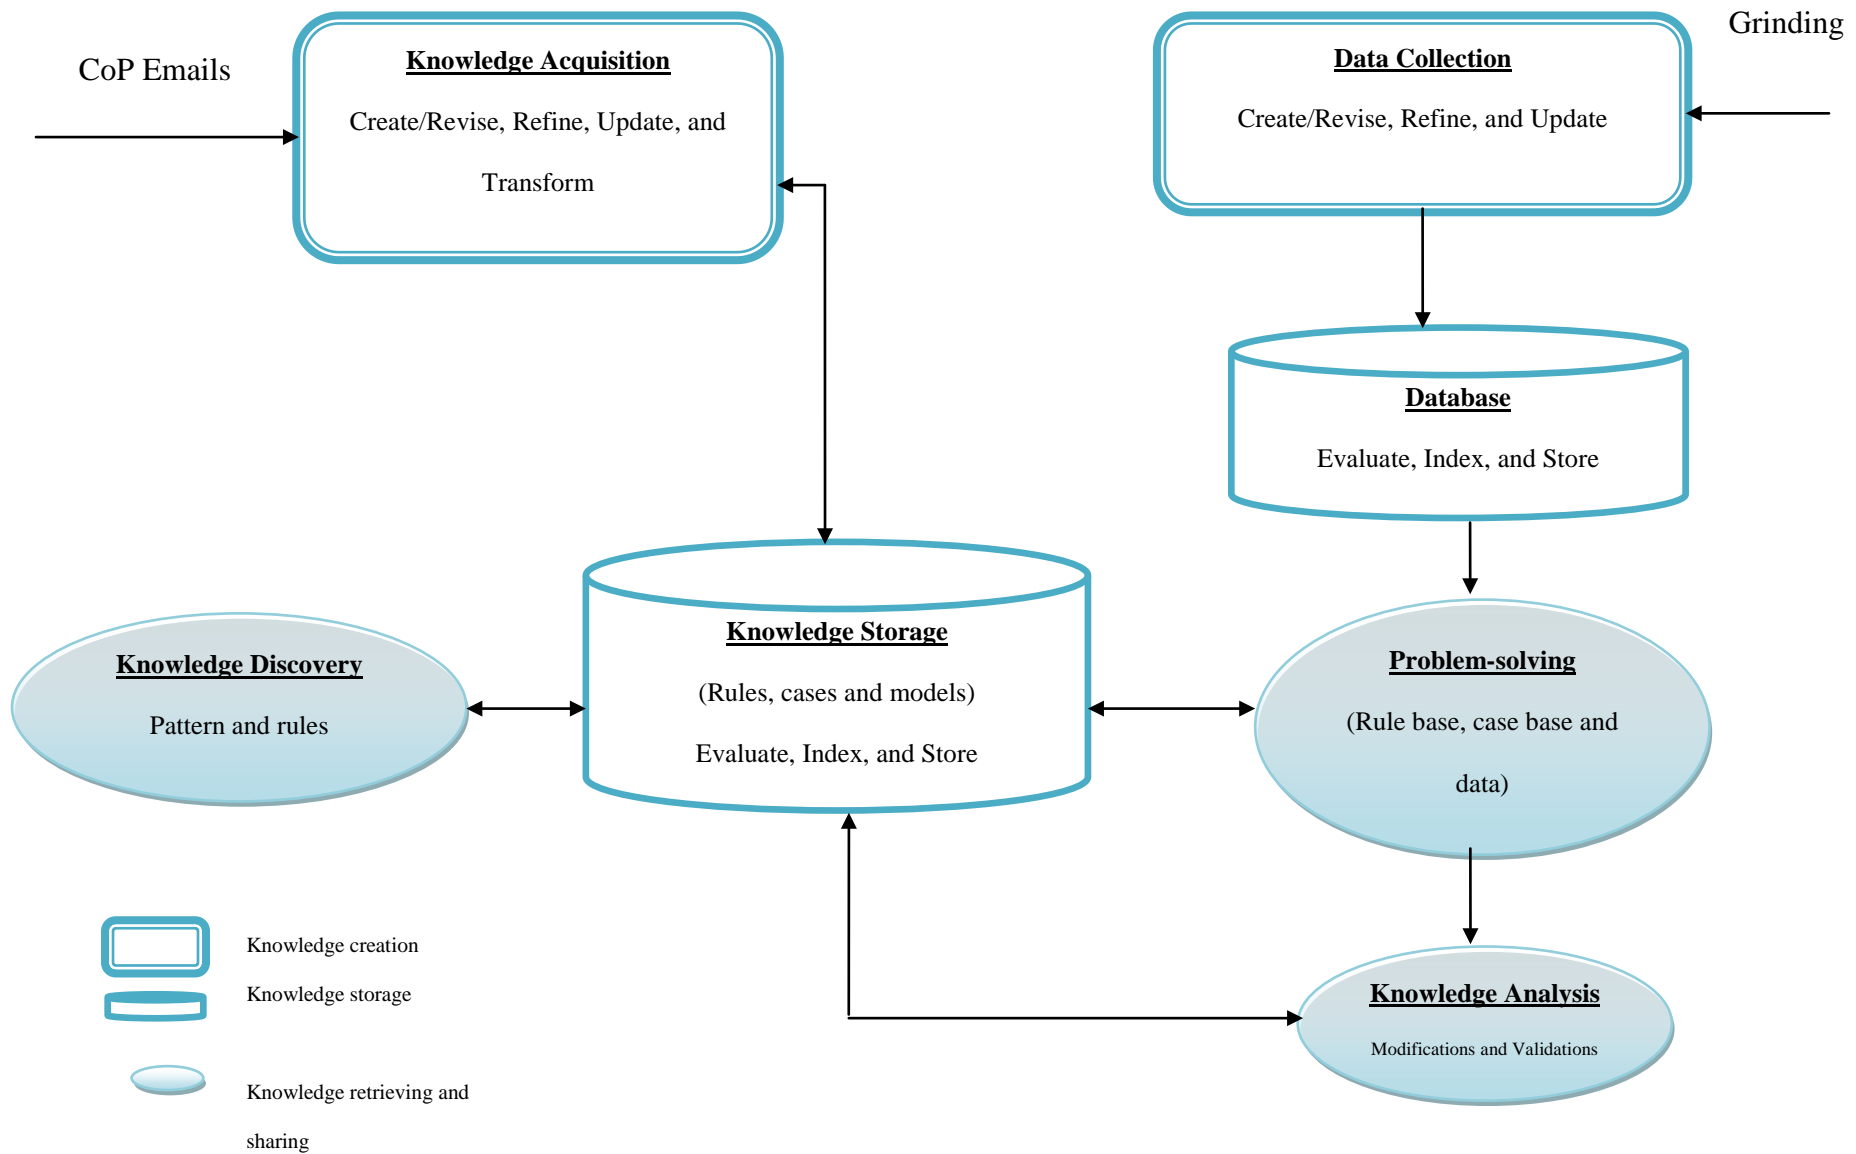 CoP Emails
Knowledge Acquisition
Create/Revise, Refine, Update, and
Transform
Data Collection
Create/Revise, Refine, and Update
Grinding
Database
Evaluate, Index, and Store
Knowledge Discovery
Pattern and rules
Knowledge Storage
(Rules, cases and models)
Evaluate, Index, and Store
Problem-solving
(Rule base, case base and
data)
Knowledge Analysis
Modifications and Validations
Knowledge creation
Knowledge storage
Knowledge retrieving and
sharing